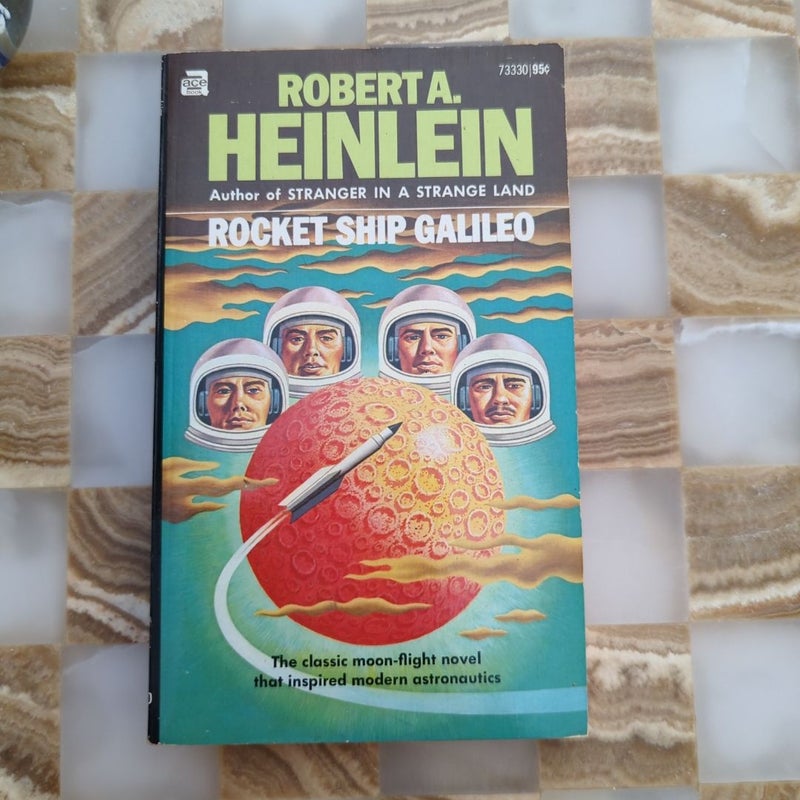 ace
book
73330|95¢
ROBERT A.
HEINLEIN
Author of STRANGER IN A STRANGE LAND
ROCKET SHIP GALILEO
The classic moon-flight novel
that inspired modern astronautics